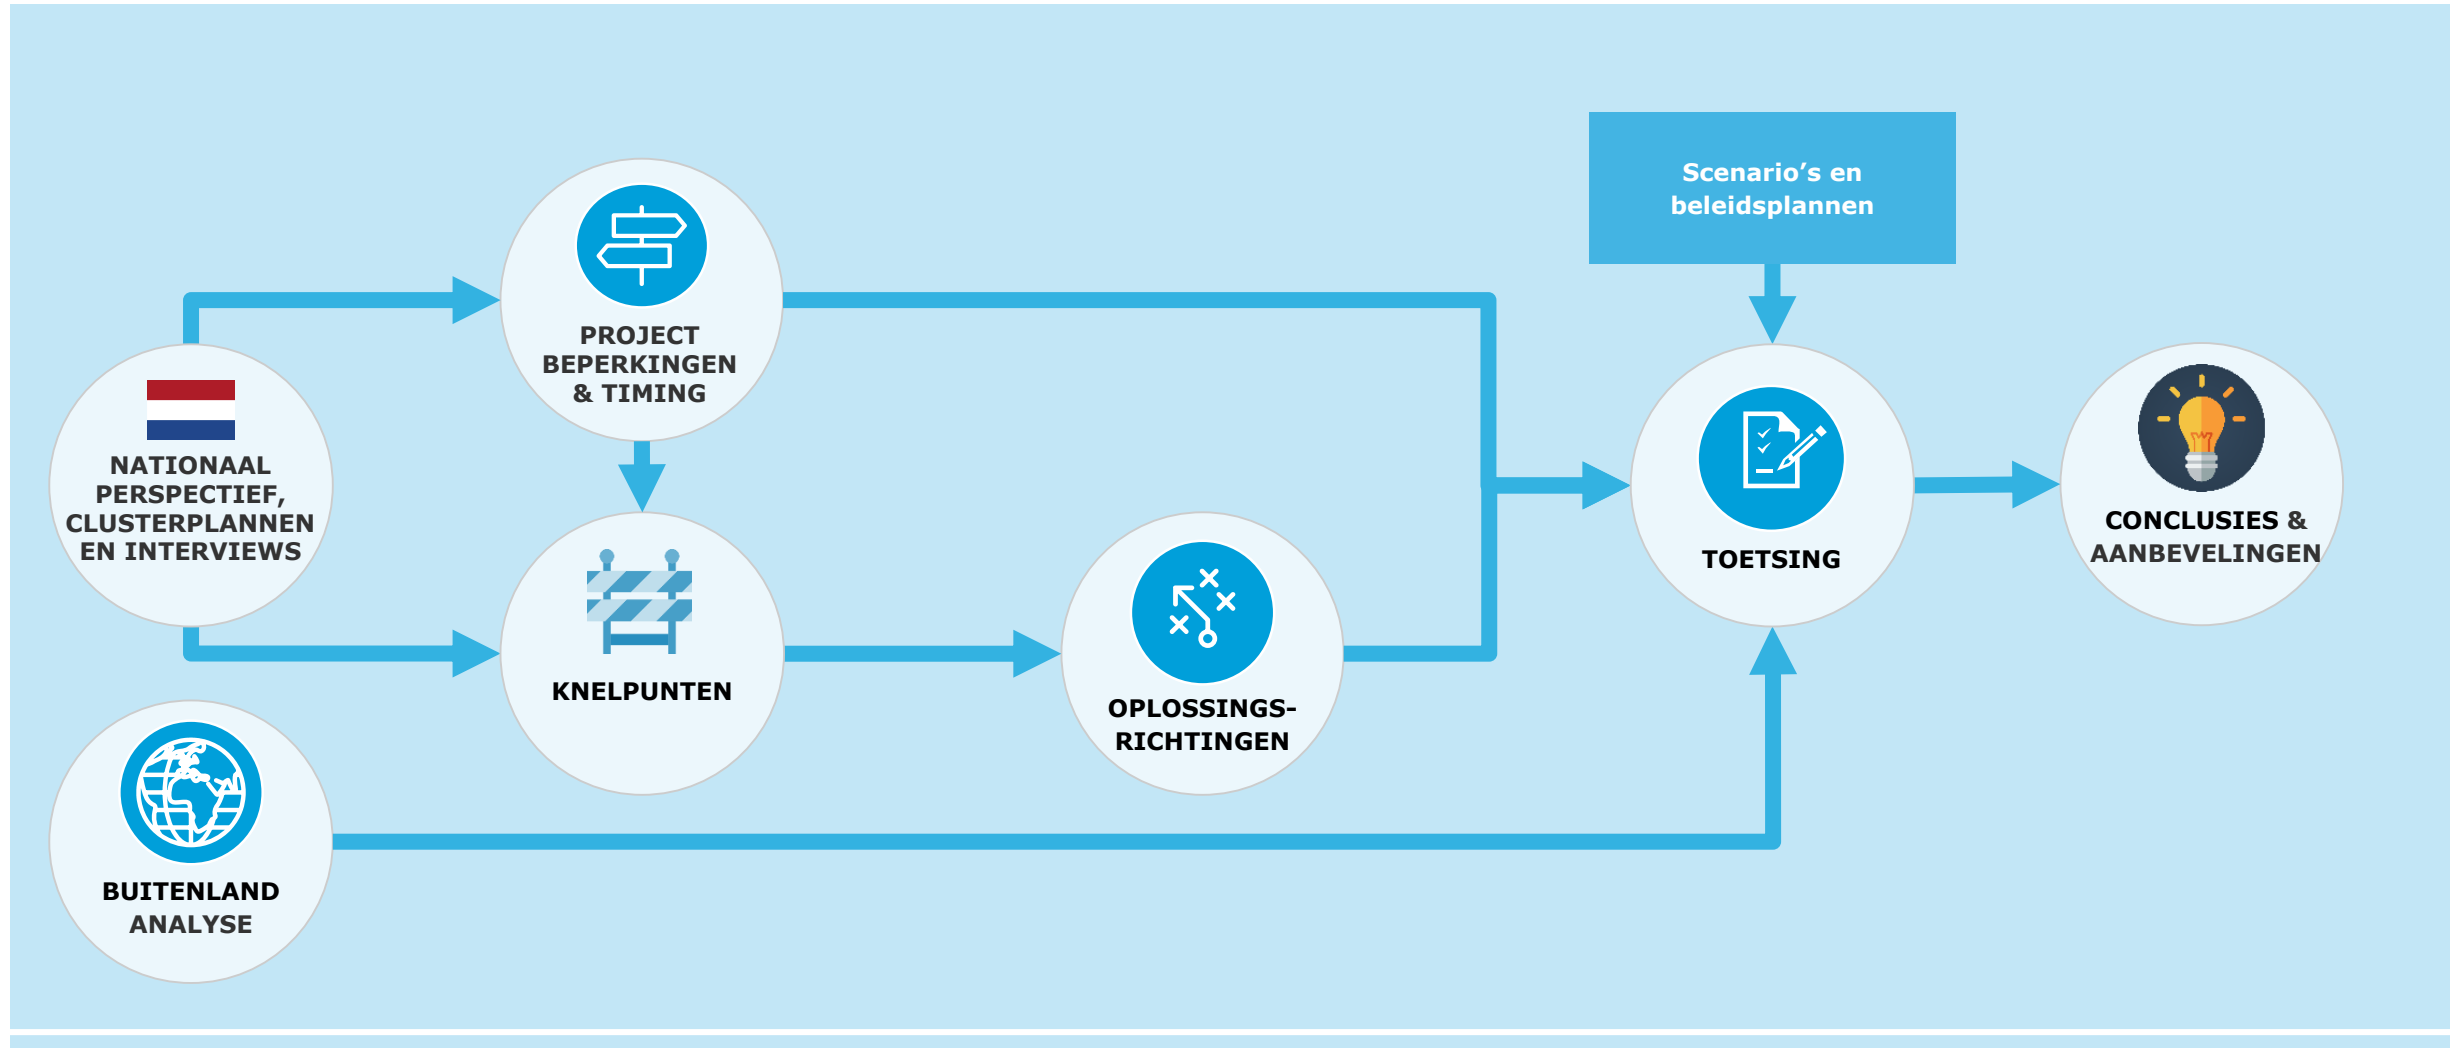 Scenario’s en
beleidsplannen
PROJECT
BEPERKINGEN
& TIMING
NATIONAAL
PERSPECTIEF,
CLUSTERPLANNEN
EN INTERVIEWS
KNELPUNTEN
OPLOSSINGS-
RICHTINGEN
TOETSING
CONCLUSIES &
AANBEVELINGEN
BUITENLAND
ANALYSE